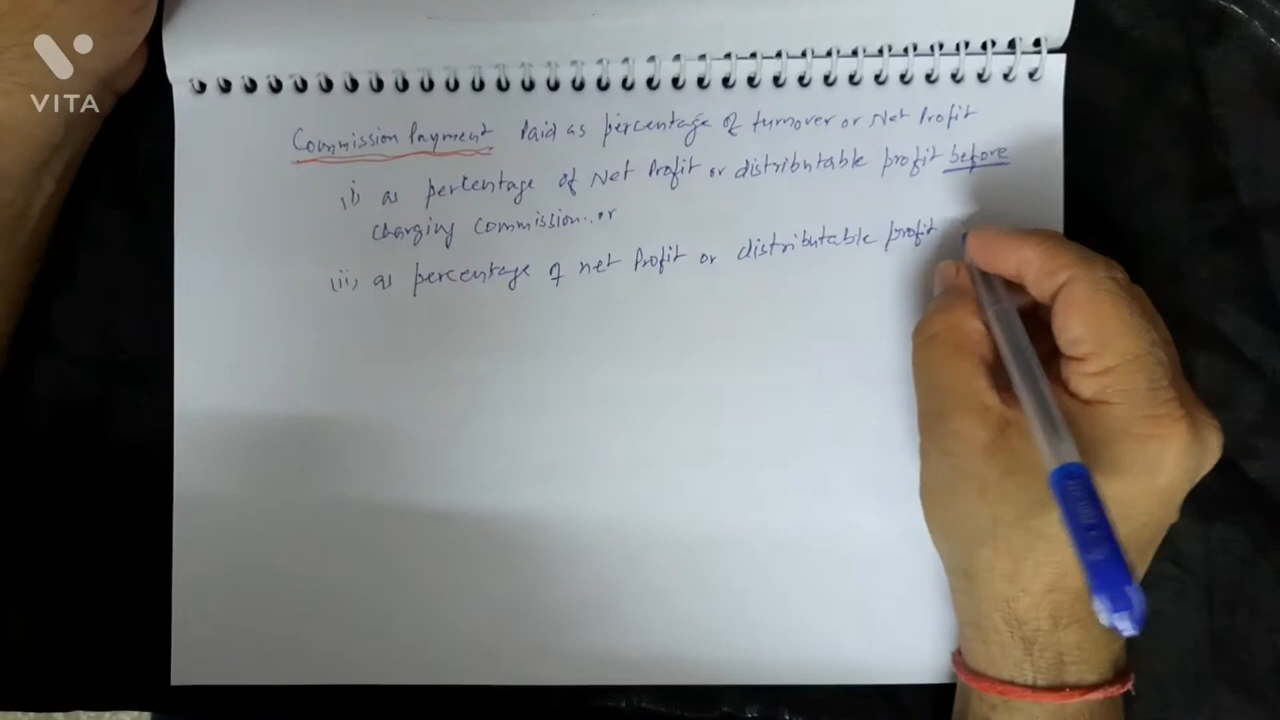 VITA
Commission Payment Paid as percentage of turnover or Net Profit
(i) as percentage of Net Profit or distributable profit before
charging commission.. or
(ii) as percentage of net Profit or distributable profit